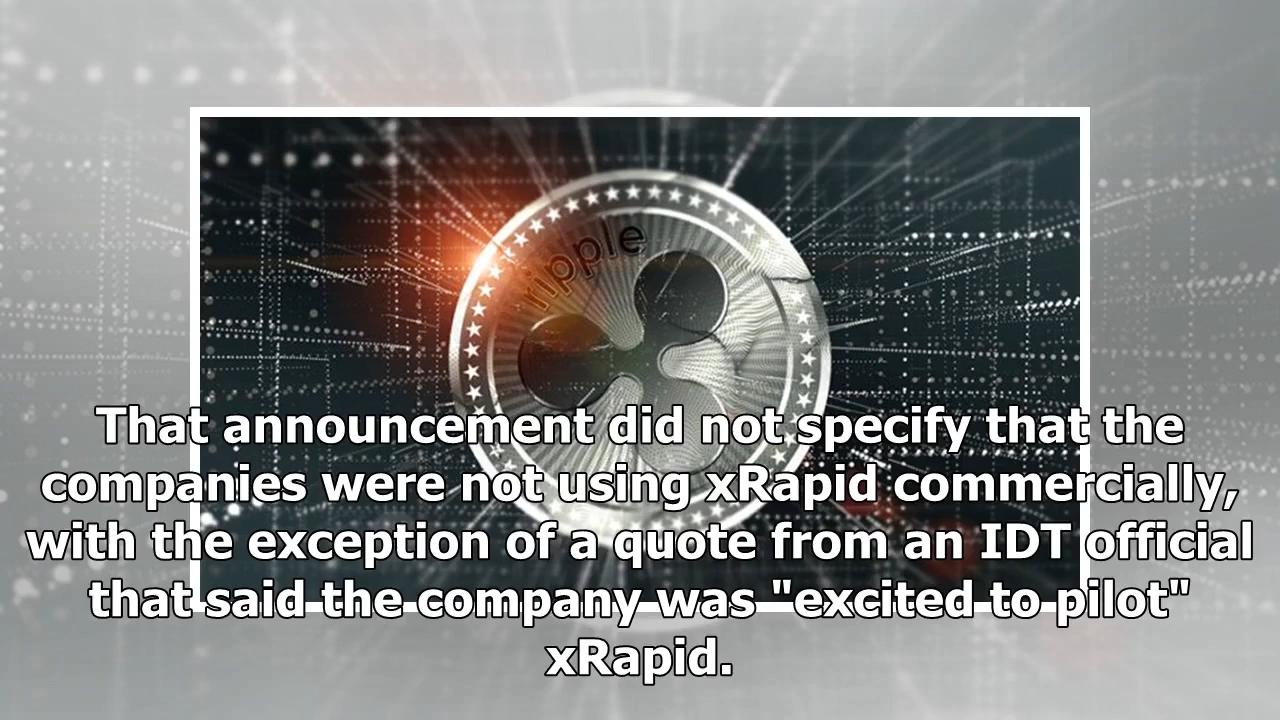 ripple
That announcement did not specify that the
companies were not using xRapid commercially,
with the exception of a quote from an IDT official
that said the company was "excited to pilot"
xRapid.